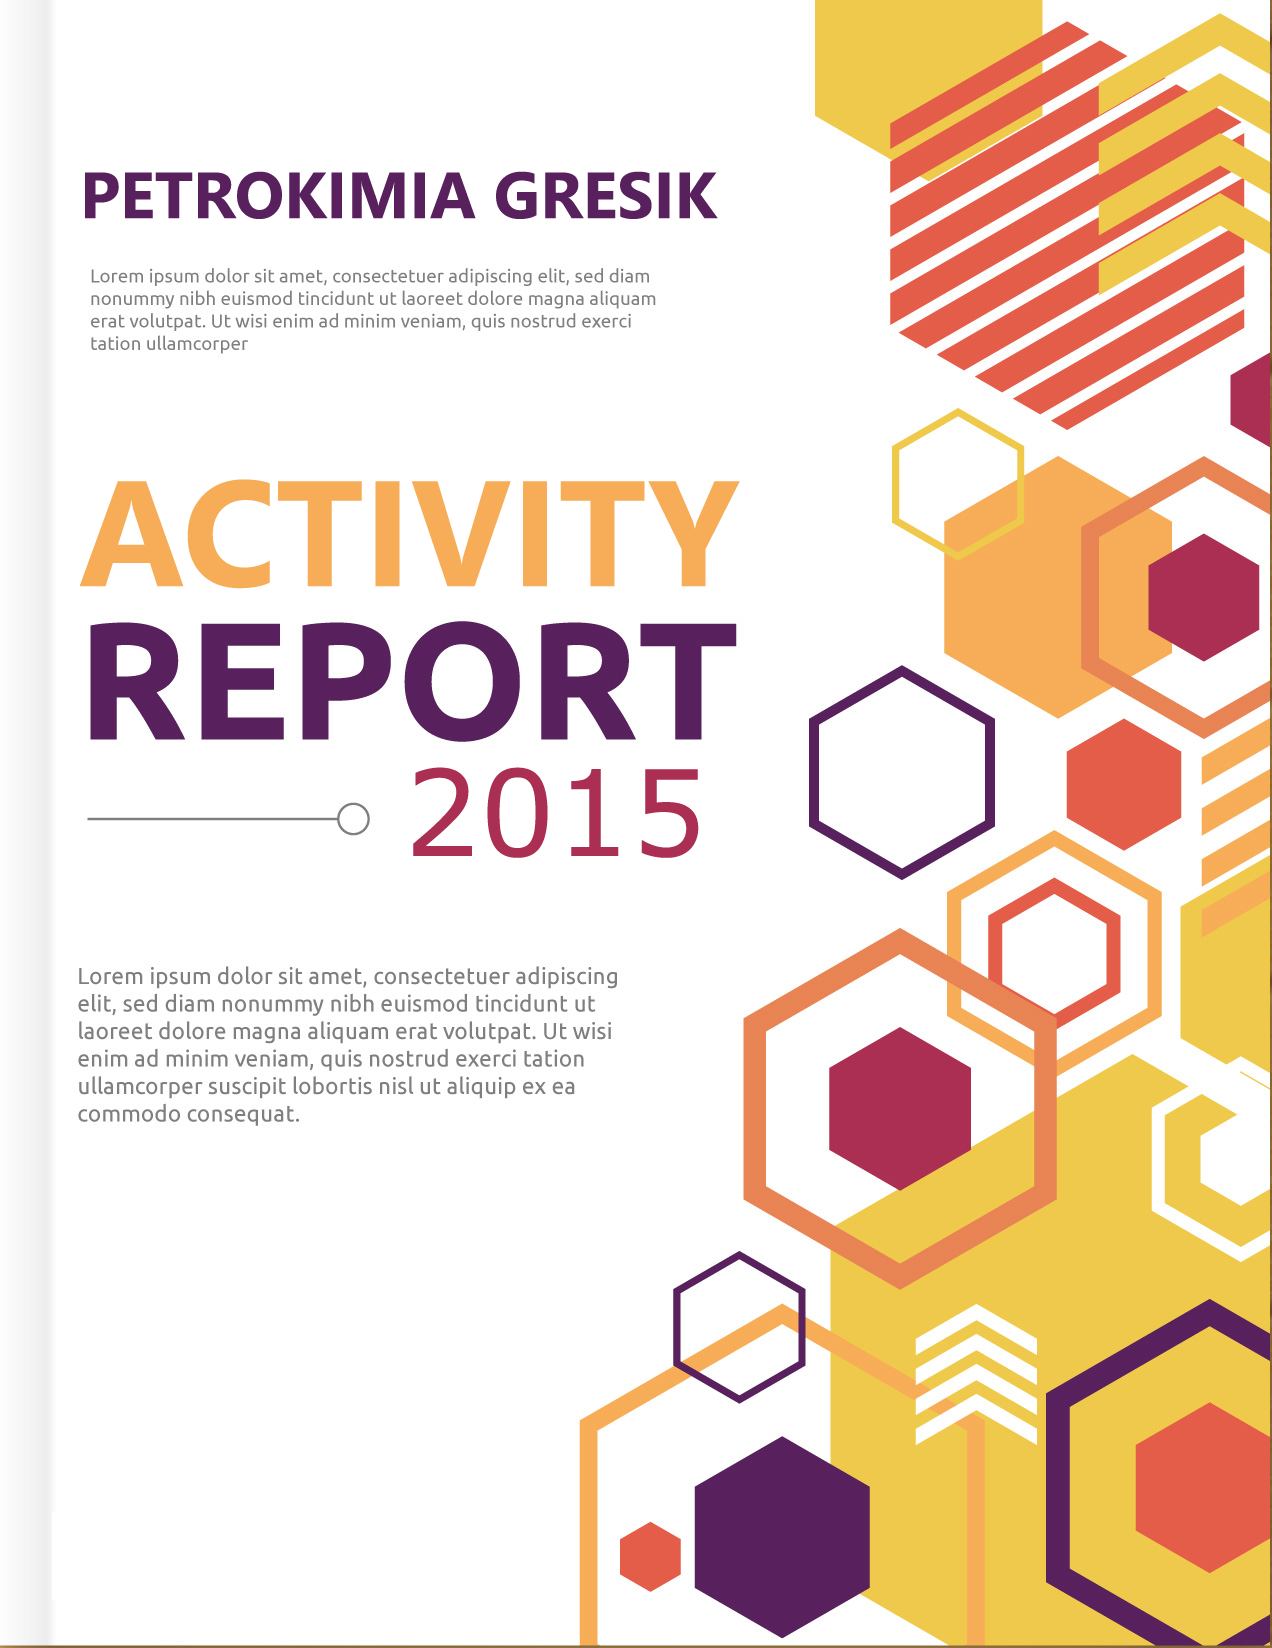 PETROKIMIA GRESIK
Lorem ipsum dolor sit amet, consectetuer adipiscing elit, sed diam
nonummy nibh euismod tincidunt ut laoreet dolore magna aliquam
erat volutpat. Ut wisi enim ad minim veniam, quis nostrud exerci
tation ullamcorper
ACTIVITY
REPORT
2015
Lorem ipsum dolor sit amet, consectetuer adipiscing
elit, sed diam nonummy nibh euismod tincidunt ut
laoreet dolore magna aliquam erat volutpat. Ut wisi
enim ad minim veniam, quis nostrud exerci tation
ullamcorper suscipit lobortis nisl ut aliquip ex ea
commodo consequat.